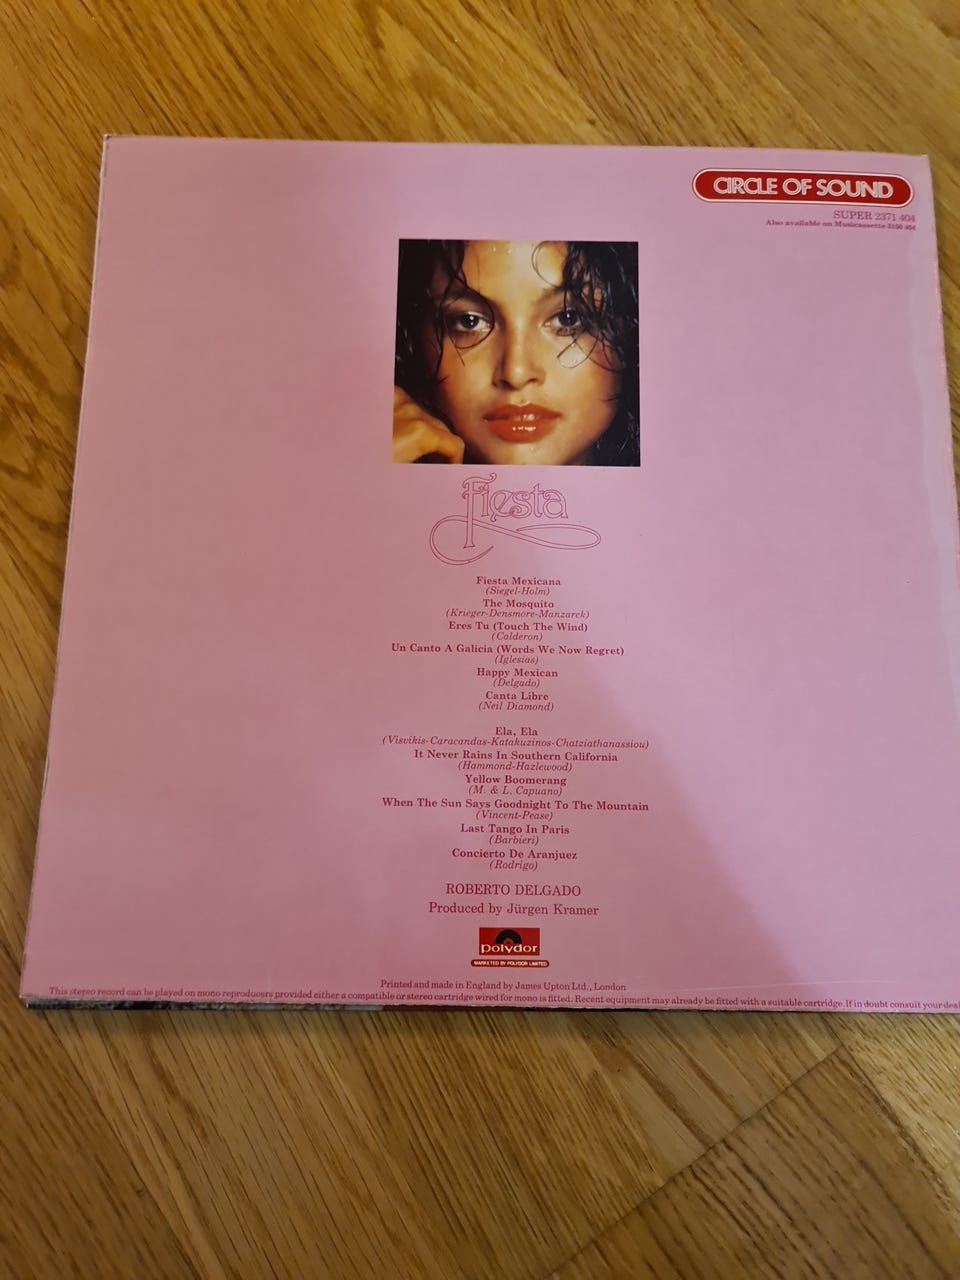 CIRCLE OF SOUND
SUPER 2371 404
Also available on Musicassette 3150 404
Fiesta
Fiesta Mexicana
(Siegel-Holm)
The Mosquito
(Krieger-Densmore-Manzarek)
Eres Tu (Touch The Wind)
(Calderon)
Un Canto A Galicia (Words We Now Regret)
(Iglesias)
Happy Mexican
(Delgado)
Canta Libre
(Neil Diamond)
Ela, Ela
(Visvikis-Caracandas-Katakuzinos-Chatziathanassiou)
It Never Rains In Southern California
(Hammond-Hazlewood)
Yellow Boomerang
(M. & L. Capuano)
When The Sun Says Goodnight To The Mountain
(Vincent-Pease)
Last Tango In Paris
(Barbieri)
Concierto De Aranjuez
(Rodrigo)
ROBERTO DELGADO
Produced by Jürgen Kramer
polydor
MARKETED BY POLYDOR LIMITED
Printed and made in England by James Upton Ltd., London
This stereo record can be played on mono reproducers provided either a compatible or stereo cartridge wired for mono is fitted. Recent equipment may already be fitted with a suitable cartridge. If in doubt consult your deal